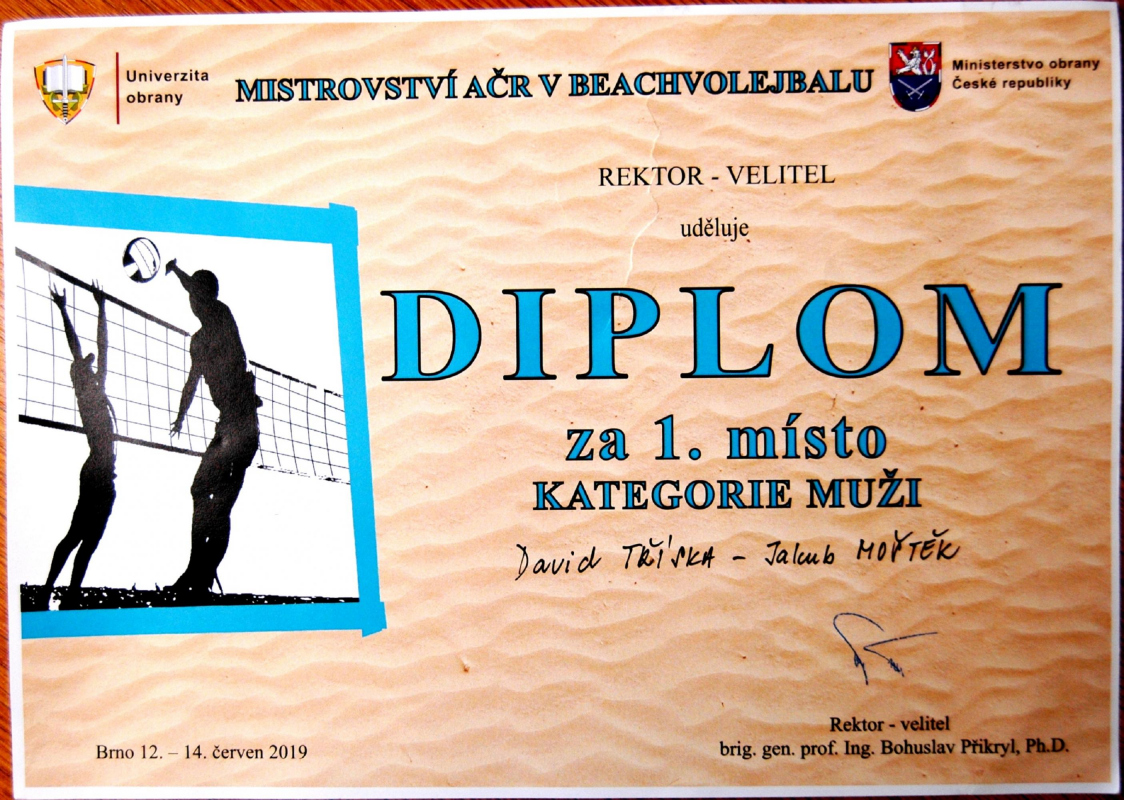 Univerzita
obrany
MISTROVSTVÍ AČR V BEACHVOLEJBALU
Ministerstvo obrany
České republiky
REKTOR - VELITEL
uděluje
DIPLOM
za 1. místo
KATEGORIE MUŽI
David TŘÍSKA - Jakub MOŘTĚK
Rektor - velitel
brig. gen. prof. Ing. Bohuslav Přikryl, Ph.D.
Brno 12. – 14. červen 2019